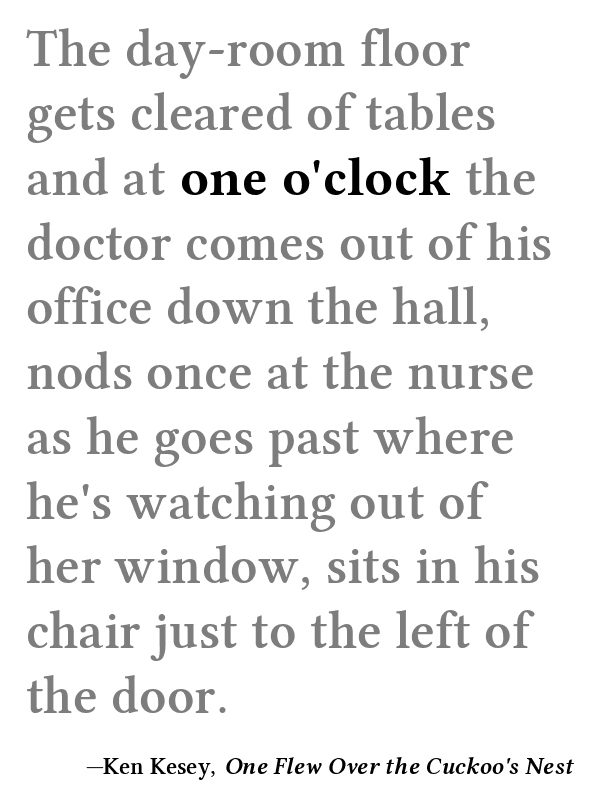 The day-room floor
gets cleared of tables
and at one o'clock the
doctor comes out of his
office down the hall,
nods once at the nurse
as he goes past where
he's watching out of
her window, sits in his
chair just to the left of
the door.
—Ken Kesey, One Flew Over the Cuckoo's Nest